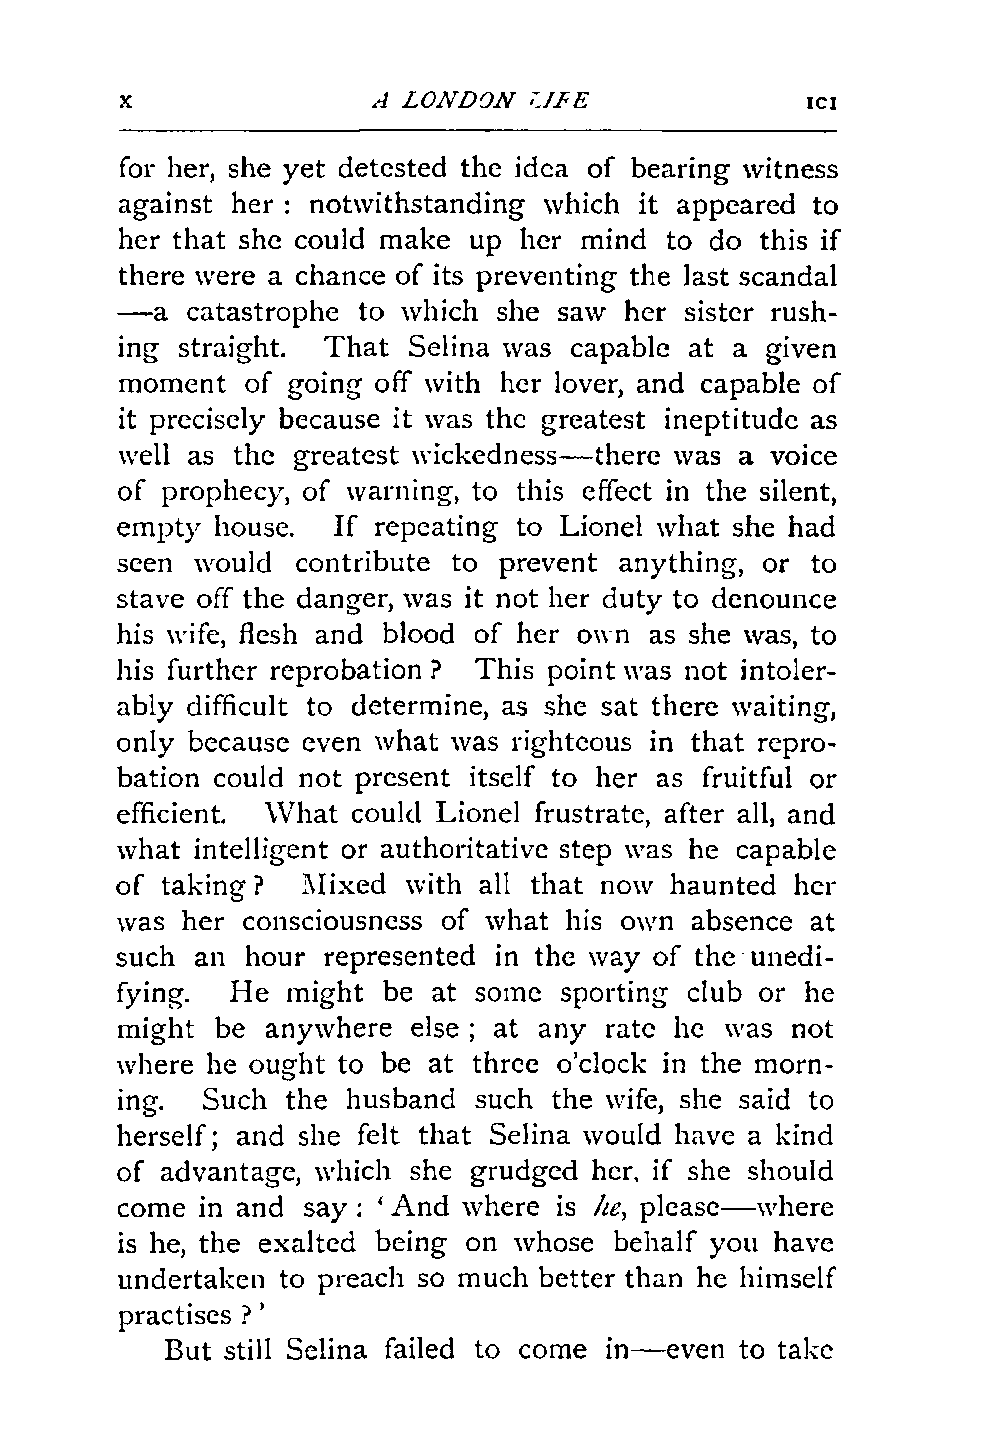 x A LONDON LIFE 101
for her, she yet detested the idea of bearing witness
against her : notwithstanding which it appeared to
her that she could make up her mind to do this if
there were a chance of its preventing the last scandal
—a catastrophe to which she saw her sister rush-
ing straight. That Selina was capable at a given
moment of going off with her lover, and capable of
it precisely because it was the greatest ineptitude as
well as the greatest wickedness—there was a voice
of prophecy, of warning, to this effect in the silent,
empty house. If repeating to Lionel what she had
seen would contribute to prevent anything, or to
stave off the danger, was it not her duty to denounce
his wife, flesh and blood of her own as she was, to
his further reprobation ? This point was not intoler-
ably difficult to determine, as she sat there waiting,
only because even what was righteous in that repro-
bation could not present itself to her as fruitful or
efficient. What could Lionel frustrate, after all, and
what intelligent or authoritative step was he capable
of taking ? Mixed with all that now haunted her
was her consciousness of what his own absence at
such an hour represented in the way of the unedi-
fying. He might be at some sporting club or he
might be anywhere else ; at any rate he was not
where he ought to be at three o'clock in the morn-
ing. Such the husband such the wife, she said to
herself ; and she felt that Selina would have a kind
of advantage, which she grudged her, if she should
come in and say : ‘ And where is he, please—where
is he, the exalted being on whose behalf you have
undertaken to preach so much better than he himself
practises ? ’
But still Selina failed to come in—even to take